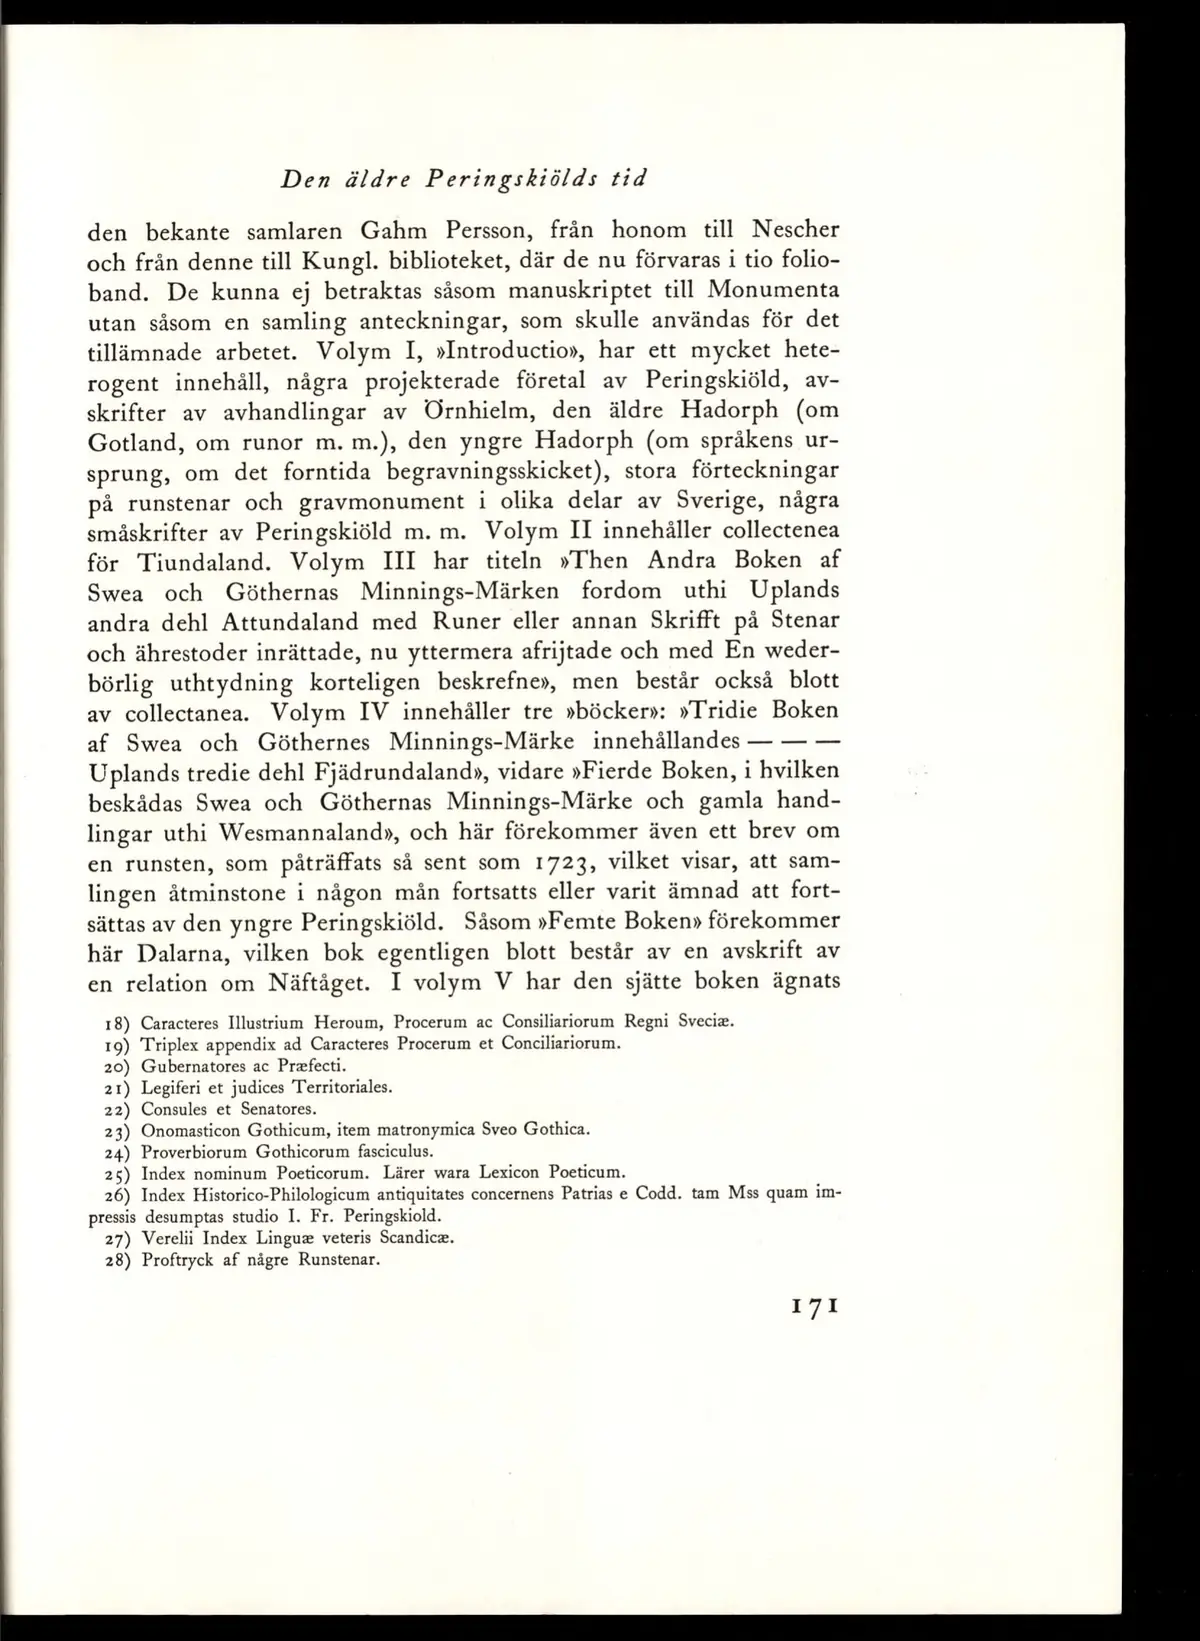 Den äldre Peringskiölds tid
den bekante samlaren Gahm Persson, från honom till Nescher
och från denne till Kungl. biblioteket, där de nu förvaras i tio folio-
band. De kunna ej betraktas såsom manuskriptet till Monumenta
utan såsom en samling anteckningar, som skulle användas för det
tillämnade arbetet. Volym I, »Introductio», har ett mycket hete-
rogent innehåll, några projekterade företal av Peringskiöld, av-
skrifter av avhandlingar av Örnhielm, den äldre Hadorph (om
Gotland, om runor m. m.), den yngre Hadorph (om språkens ur-
sprung, om det forntida begravningsskicket), stora förteckningar
på runstenar och gravmonument i olika delar av Sverige, några
småskrifter av Peringskiöld m. m. Volym II innehåller collectenea
för Tiundaland. Volym III har titeln »Then Andra Boken af
Swea och Göthernas Minnings-Märken fordom uthi Uplands
andra dehl Attundaland med Runer eller annan Skrifft på Stenar
och ährestoder inrättade, nu yttermera afrijtade och med En weder-
börlig uthtydning korteligen beskrefne», men består också blott
av collectanea. Volym IV innehåller tre »böcker»: »Tridie Boken
af Swea och Göthernes Minnings-Märke innehållandes — — —
Uplands tredie dehl Fjädrundaland», vidare »Fierde Boken, i hvilken
beskådas Swea och Göthernas Minnings-Märke och gamla hand-
lingar uthi Wesmannaland», och här förekommer även ett brev om
en runsten, som påträffats så sent som 1723, vilket visar, att sam-
lingen åtminstone i någon mån fortsatts eller varit ämnad att fort-
sättas av den yngre Peringskiöld. Såsom »Femte Boken» förekommer
här Dalarna, vilken bok egentligen blott består av en avskrift av
en relation om Näftåget. I volym V har den sjätte boken ägnats
18) Caracteres Illustrium Heroum, Procerum ac Consiliariorum Regni Sveciæ.
19) Triplex appendix ad Caracteres Procerum et Conciliariorum.
20) Gubernatores ac Præfecti.
21) Legiferi et judices Territoriales.
22) Consules et Senatores.
23) Onomasticon Gothicum, item matronymica Sveo Gothica.
24) Proverbiorum Gothicorum fasciculus.
25) Index nominum Poeticorum. Lärer wara Lexicon Poeticum.
26) Index Historico-Philologicum antiquitates concernens Patrias e Codd. tam Mss quam im-
pressis desumptas studio I. Fr. Peringskiold.
27) Verelii Index Linguæ veteris Scandicæ.
28) Proftryck af någre Runstenar.
171